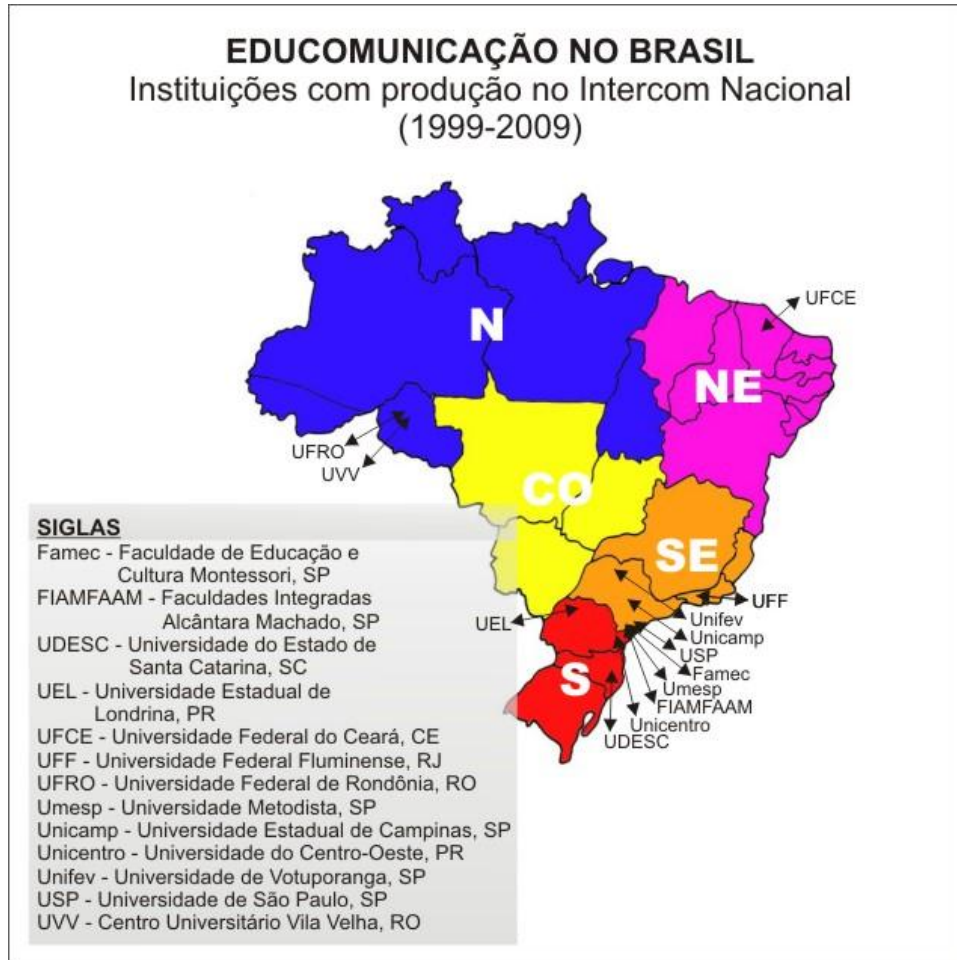 EDUCOMUNICAÇÃO NO BRASIL
Instituições com produção no Intercom Nacional
(1999-2009)
UFCE
N
NE
UFRO
UVV
CO
SE
UEL
UFF
Unifev
Unicamp
USP
Famec
Umesp
FIAMFAAM
Unicentro
UDESC
S
SIGLAS
Famec - Faculdade de Educação e
Cultura Montessori, SP
FIAMFAAM - Faculdades Integradas
Alcântara Machado, SP
UDESC - Universidade do Estado de
Santa Catarina, SC
UEL - Universidade Estadual de
Londrina, PR
UFCE - Universidade Federal do Ceará, CE
UFF - Universidade Federal Fluminense, RJ
UFRO - Universidade Federal de Rondônia, RO
Umesp - Universidade Metodista, SP
Unicamp - Universidade Estadual de Campinas, SP
Unicentro - Universidade do Centro-Oeste, PR
Unifev - Universidade de Votuporanga, SP
USP - Universidade de São Paulo, SP
UVV - Centro Universitário Vila Velha, RO